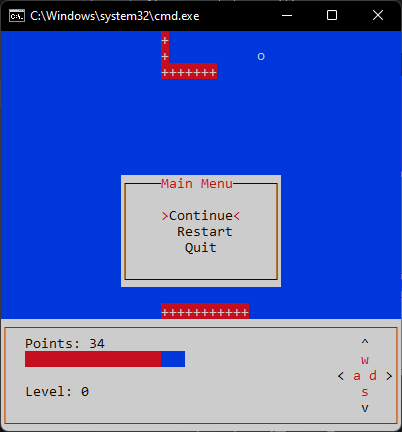 C:\Windows\system32\cmd.exe
+
+ o
+++++++
Main Menu
>Continue<
Restart
Quit
+++++++++++
Points: 34
^
w
< a d >
Level: 0
s
v